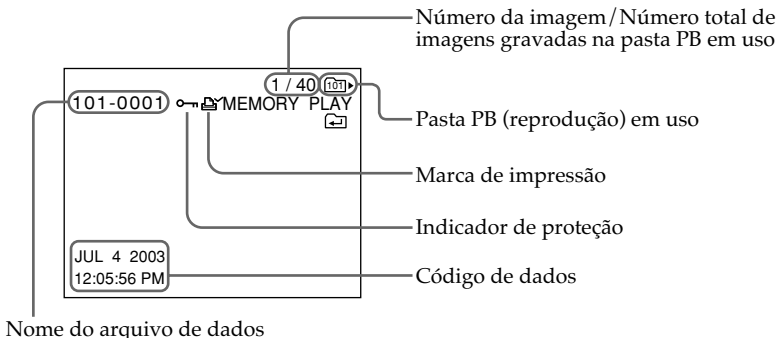 Número da imagem/Número total de
imagens gravadas na pasta PB em uso
1 / 40 101
101-0001 MEMORY PLAY
Pasta PB (reprodução) em uso
Marca de impressão
Indicador de proteção
JUL 4 2003
12:05:56 PM
Código de dados
Nome do arquivo de dados